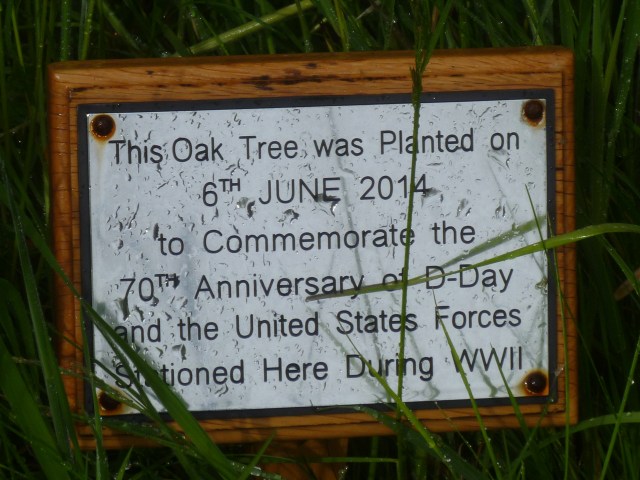 This Oak Tree was Planted on
6TH JUNE 2014
to Commemorate the
70TH Anniversary of D-Day
and the United States Forces
Stationed Here During WWII